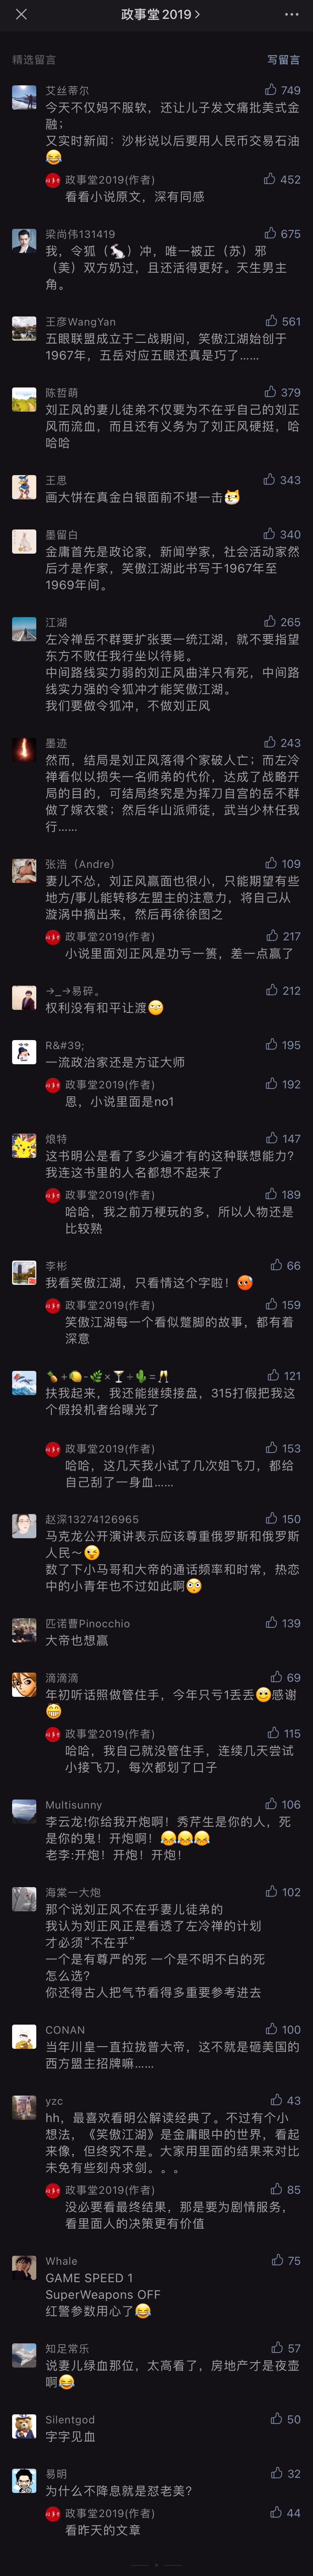 政事堂2019
精选留言
写留言
艾丝蒂尔
749
今天不仅妈不服软，还让儿子发文痛批美式金
融；
又实时新闻：沙彬说以后要用人民币交易石油
😂
政事堂2019(作者)
452
看看小说原文，深有同感
梁尚伟131419
675
我，令狐（🐇）冲，唯一被正（苏）邪
（美）双方奶过，且还活得更好。天生男主
角。
王彦WangYan
561
五眼联盟成立于二战期间，笑傲江湖始创于
1967年，五岳对应五眼还真是巧了……
陈哲萌
379
刘正风的妻儿徒弟不仅要为不在乎自己的刘正
风而流血，而且还有义务为了刘正风硬挺，哈
哈哈
王思
343
画大饼在真金白银面前不堪一击
墨留白
340
金庸首先是政论家，新闻学家，社会活动家然
后才是作家，笑傲江湖此书写于1967年至
1969年间。
江湖
265
左冷禅岳不群要扩张要一统江湖，就不要指望
东方不败任我行坐以待毙。
中间路线实力弱的刘正风曲洋只有死，中间路
线实力强的令狐冲才能笑傲江湖。
我们要做令狐冲，不做刘正风
墨迹
243
然而，结局是刘正风落得个家破人亡；而左冷
禅看似以损失一名师弟的代价，达成了战略开
局的目的，可结局终究是为挥刀自宫的岳不群
做了嫁衣裳；然后华山派师徒，武当少林任我
行……
张浩（Andre）
109
妻儿不怂，刘正风赢面也很小，只能期望有些
地方/事儿能转移左盟主的注意力，将自己从
漩涡中摘出来，然后再徐徐图之
政事堂2019(作者)
217
小说里面刘正风是功亏一篑，差一点赢了
→_→易碎。
212
权利没有和平让渡🤭
R&#39;
195
一流政治家还是方证大师
政事堂2019(作者)
192
恩，小说里面是no1
烺特
147
这书明公是看了多少遍才有的这种联想能力？
我连这书里的人名都想不起来了
政事堂2019(作者)
189
哈哈，我之前万梗玩的多，所以人物还是
比较熟
李彬
66
我看笑傲江湖，只看情这个字啦！🥵
政事堂2019(作者)
159
笑傲江湖每一个看似蹩脚的故事，都有着
深意
🍍+🍋-🌿×🍸÷🌵=🥂
121
扶我起来，我还能继续接盘，315打假把我这
个假投机者给曝光了
政事堂2019(作者)
153
哈哈，这几天我小试了几次姐飞刀，都给
自己刮了一身血……
赵深13274126965
150
马克龙公开演讲表示应该尊重俄罗斯和俄罗斯
人民～😜
数了下小马哥和大帝的通话频率和时常，热恋
中的小青年也不过如此啊😳
匹诺曹Pinocchio
139
大帝也想赢
滴滴滴
69
年初听话照做管住手，今年只亏1丢丢🙂感谢
😁
政事堂2019(作者)
115
哈哈，我自己就没管住手，连续几天尝试
小接飞刀，每次都划了口子
Multisunny
106
李云龙!你给我开炮啊！秀芹生是你的人，死
是你的鬼！开炮啊！😹😹😹
老李:开炮！开炮！开炮！
海棠一大炮
102
那个说刘正风不在乎妻儿徒弟的
我认为刘正风正是看透了左冷禅的计划
才必须“不在乎”
一个是有尊严的死 一个是不明不白的死
怎么选？
你还得古人把气节看得多重要参考进去
CONAN
100
当年川皇一直拉拢普大帝，这不就是砸美国的
西方盟主招牌嘛……
yzc
43
hh，最喜欢看明公解读经典了。不过有个小
想法，《笑傲江湖》是金庸眼中的世界，看起
来像，但终究不是。大家用里面的结果来对比
未免有些刻舟求剑。。。
政事堂2019(作者)
85
没必要看最终结果，那是要为剧情服务，
看里面人的决策更有价值
Whale
75
GAME SPEED 1
SuperWeapons OFF
红警参数用心了😂
知足常乐
57
说妻儿绿血那位，太高看了，房地产才是夜壶
啊😂
Silentgod
50
字字见血
易明
32
为什么不降息就是怼老美？
政事堂2019(作者)
44
看昨天的文章